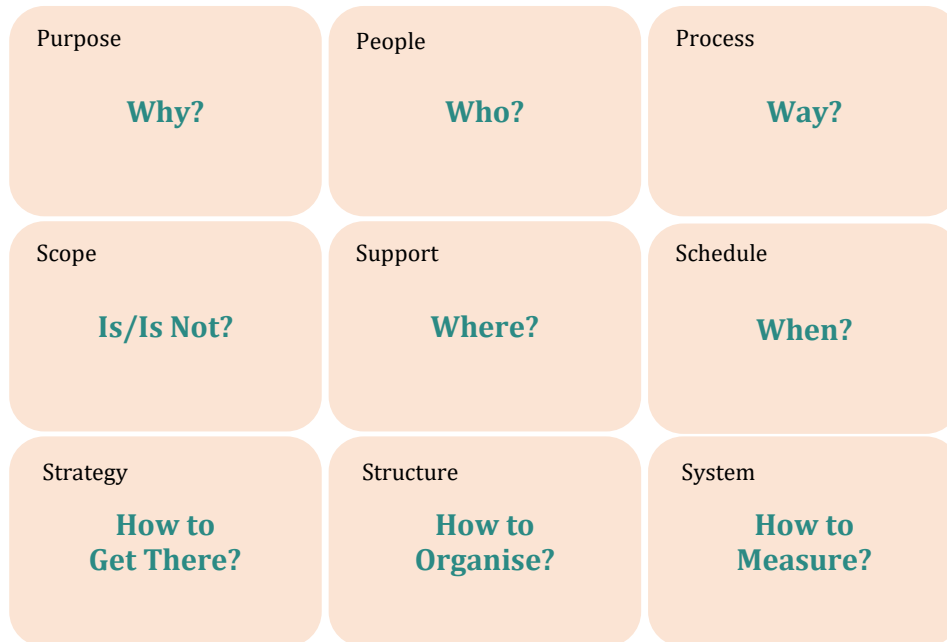 Purpose
Why?
People
Who?
Process
Way?
Scope
Is/Is Not?
Support
Where?
Schedule
When?
Strategy
How to
Get There?
Structure
How to
Organise?
System
How to
Measure?